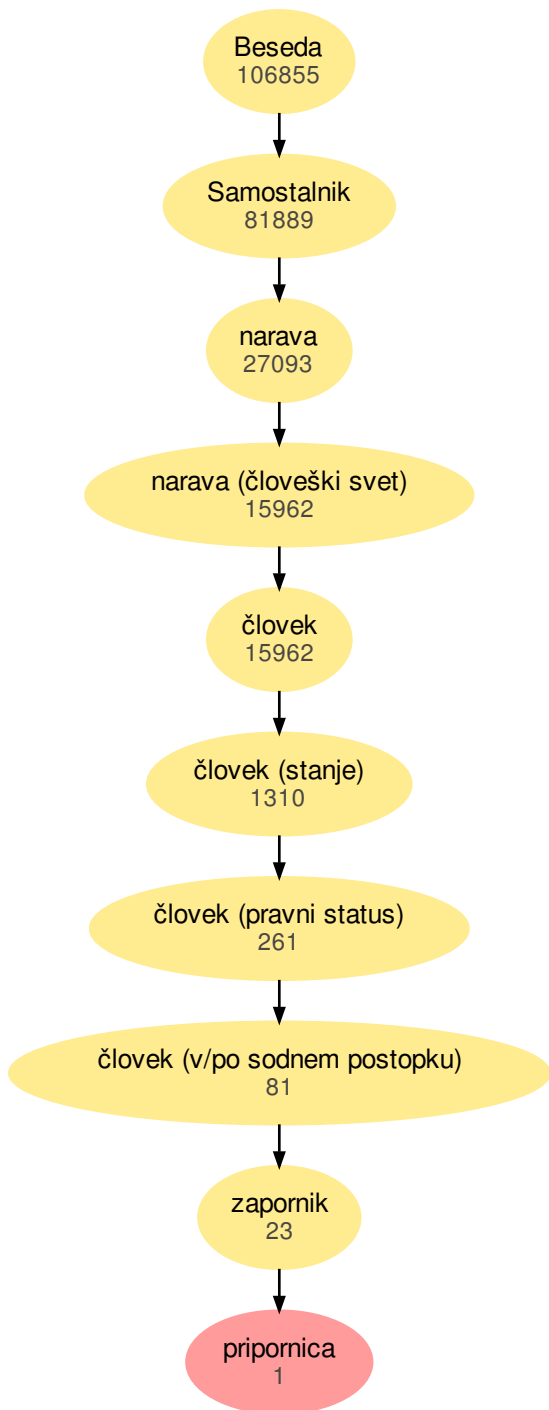 Beseda
106855
Samostalnik
81889
narava
27093
narava (človeški svet)
15962
človek
15962
človek (stanje)
1310
človek (pravni status)
261
človek (v/po sodnem postopku)
81
zapornik
23
pripornica
1